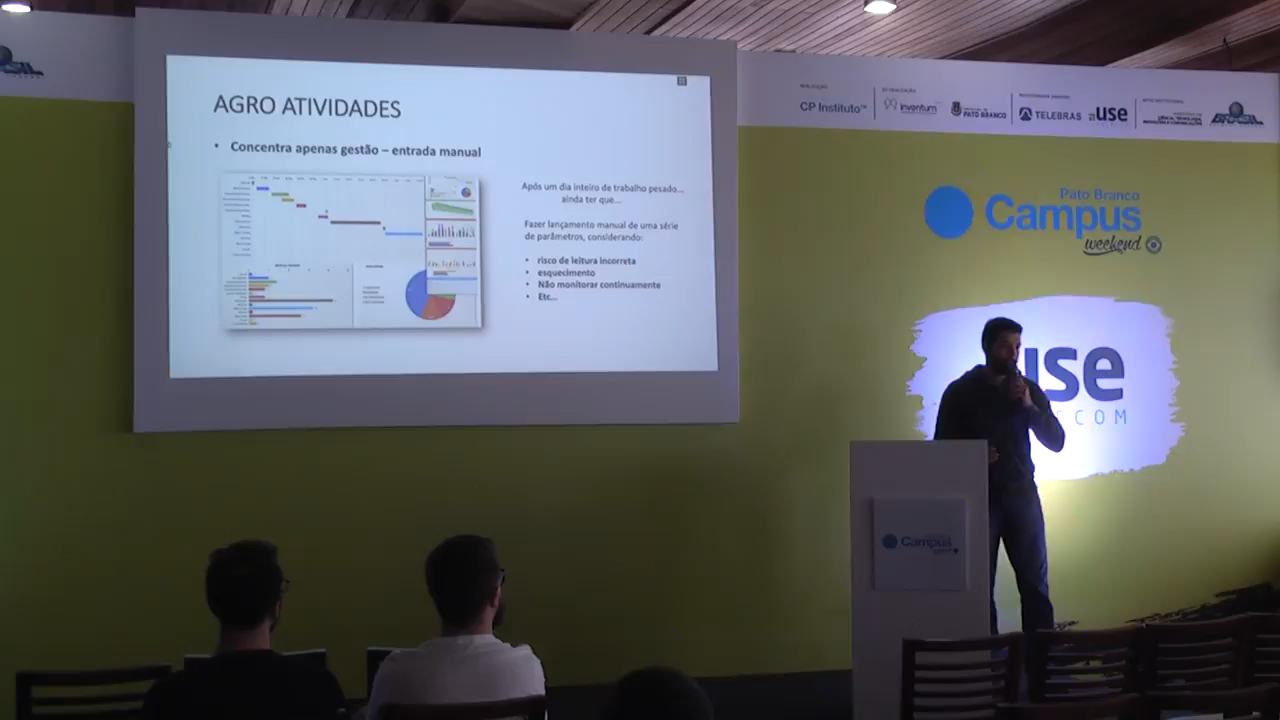 AGRO ATIVIDADES
• Concentra apenas gestão – entrada manual
Após um dia inteiro de trabalho pesado...
ainda ter que...
Fazer lançamento manual de uma série
de parâmetros, considerando:
• risco de leitura incorreta
• esquecimento
• Não monitorar continuamente
• Etc...
CP Instituto™
inventum
PATO BRANCO
TELEBRAS
use
BRASIL
Pato Branco
Campus
weekend
use
COM
Campus